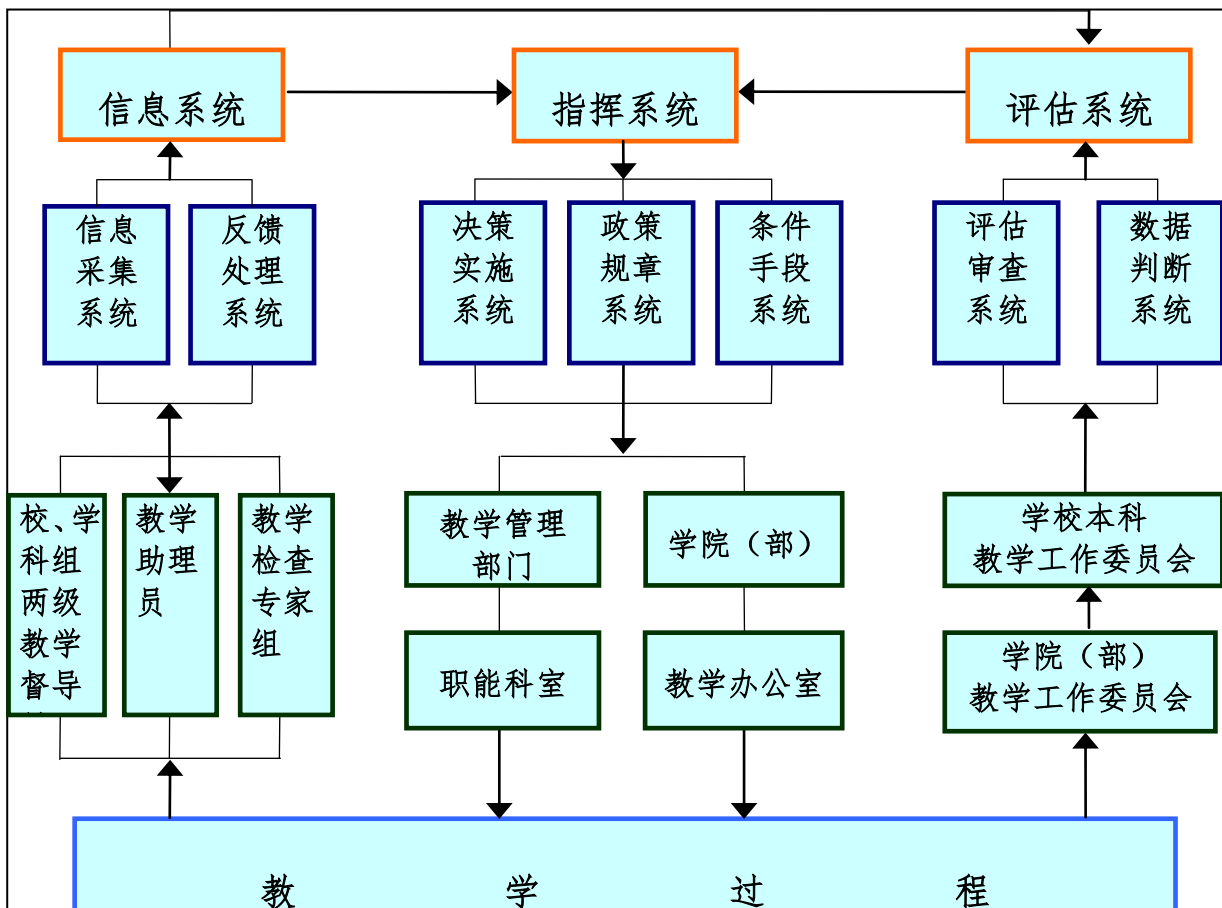 信息系统
指挥系统
评估系统
信息
采集
系统
反馈
处理
系统
决策
实施
系统
政策
规章
系统
条件
手段
系统
评估
审查
系统
数据
判断
系统
校、学
科组
两级
教学
督导
教学
助理
员
教学
检查
专家
组
教学管理
部门
学院（部）
学校本科
教学工作委员会
职能科室
教学办公室
学院（部）
教学工作委员会
教 学 过 程